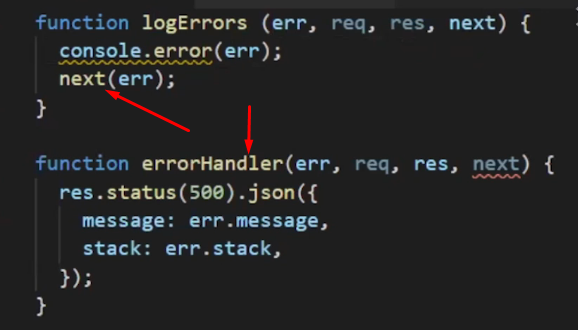 function logErrors (err, req, res, next) {
  console.error(err);
  next(err);
}
function errorHandler(err, req, res, next) {
  res.status(500).json({
    message: err.message,
    stack: err.stack,
  });
}